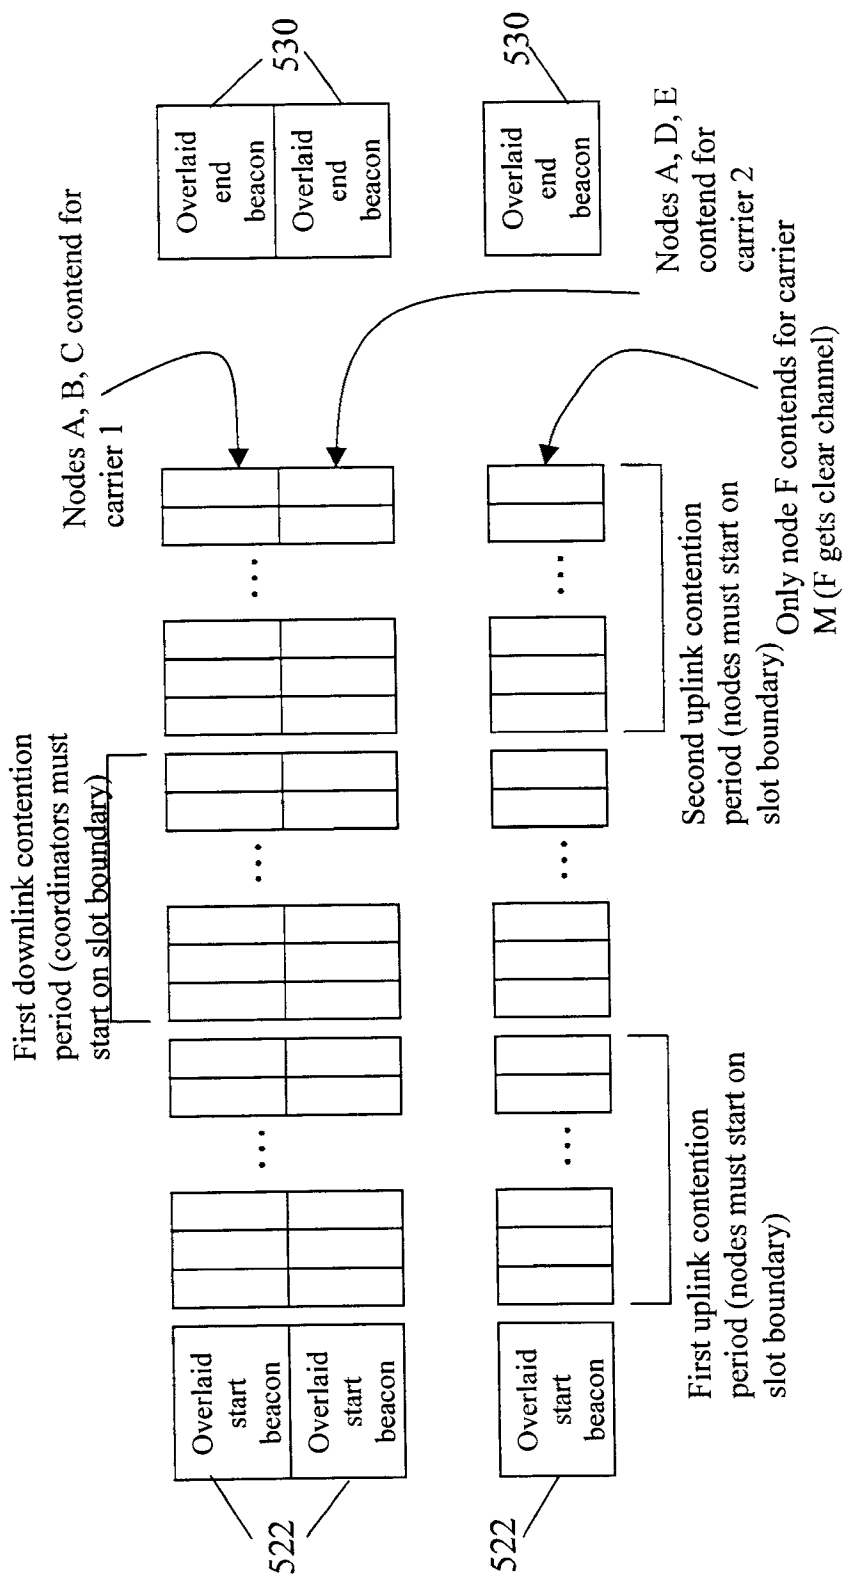 First downlink contention
period (coordinators must
start on slot boundary)
Nodes A, B, C contend for
carrier 1
522
Overlaid
start
beacon
Overlaid
start
beacon
...
...
...
Overlaid
end
beacon
Overlaid
end
beacon
530
522
Overlaid
start
beacon
...
...
...
Overlaid
end
beacon
530
First uplink contention
period (nodes must start on
slot boundary)
Second uplink contention
period (nodes must start on
slot boundary)
Nodes A, D, E
contend for
carrier 2
Only node F contends for carrier
M (F gets clear channel)